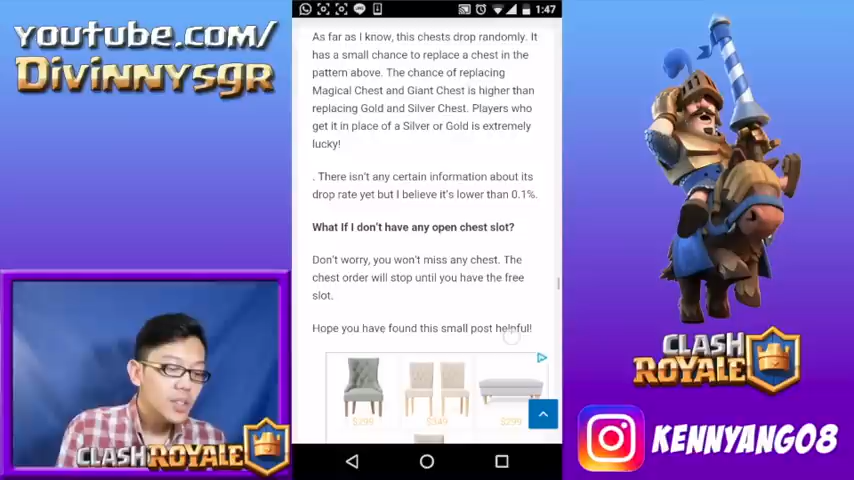 youtube.com/
Divinnysgr
1:47
As far as I know, this chests drop randomly. It
has a small chance to replace a chest in the
pattern above. The chance of replacing
Magical Chest and Giant Chest is higher than
replacing Gold and Silver Chest. Players who
get it in place of a Silver or Gold is extremely
lucky!
. There isn't any certain information about its
drop rate yet but I believe it's lower than 0.1%.
What If I don't have any open chest slot?
Don't worry, you won't miss any chest. The
chest order will stop until you have the free
slot.
Hope you have found this small post helpful!
$299
$349
$299
CLASH ROYALE
CLASH
ROYALE
KENNYANG08